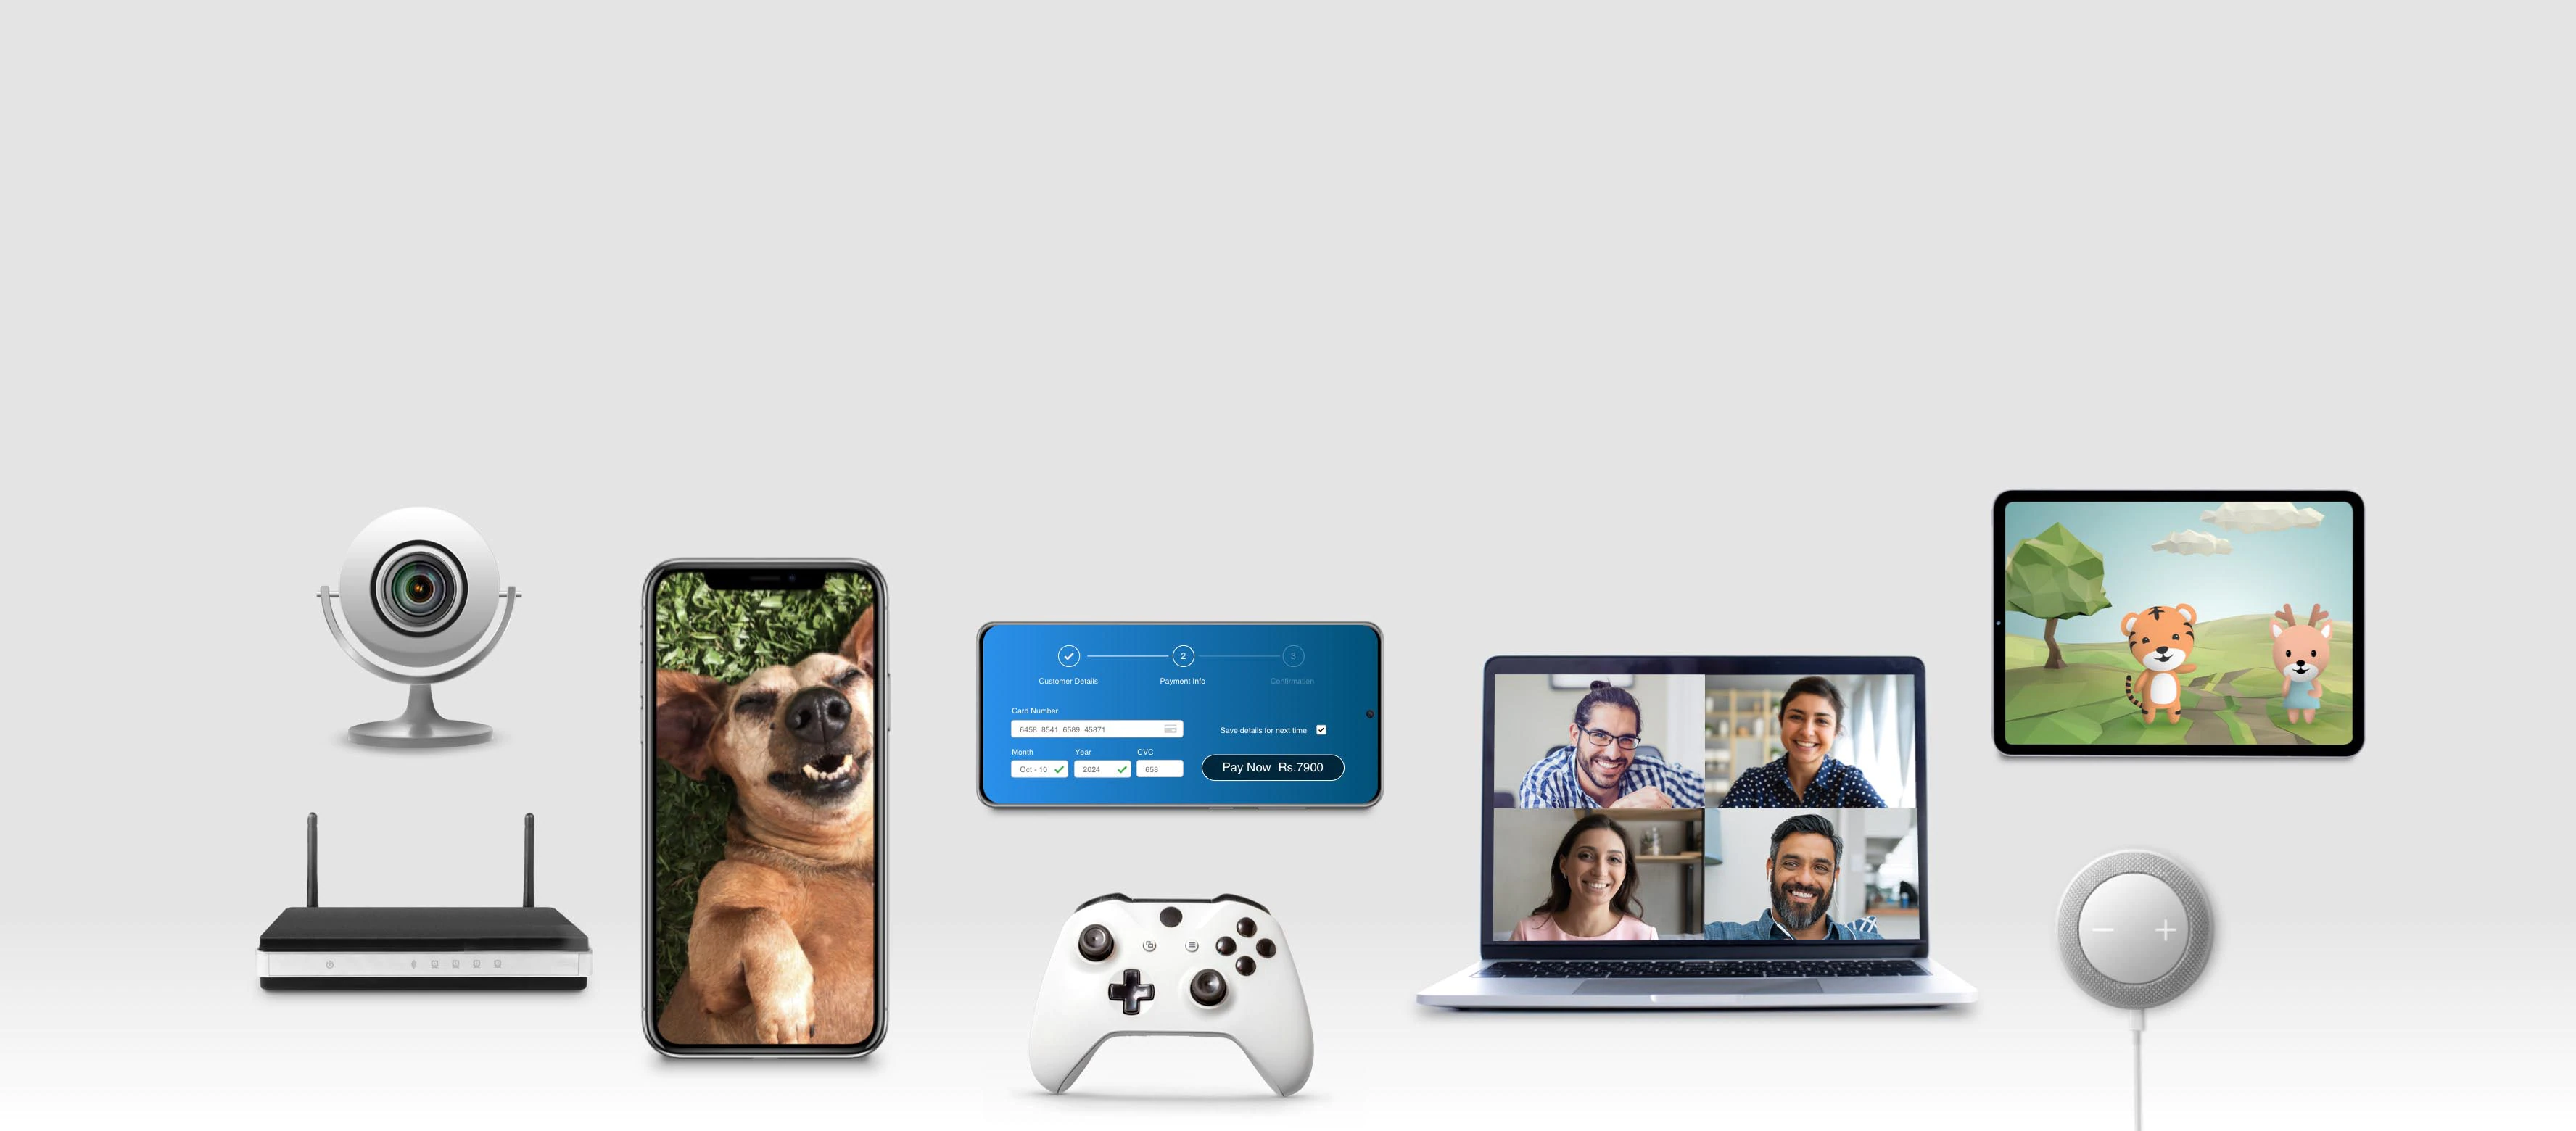 2
3
Customer Details
Payment Info
Confirmation
Card Number
6458 8541 6589 45871
Save details for next time
Month
Year
CVC
Oct - 10
2024
658
Pay Now Rs.7900